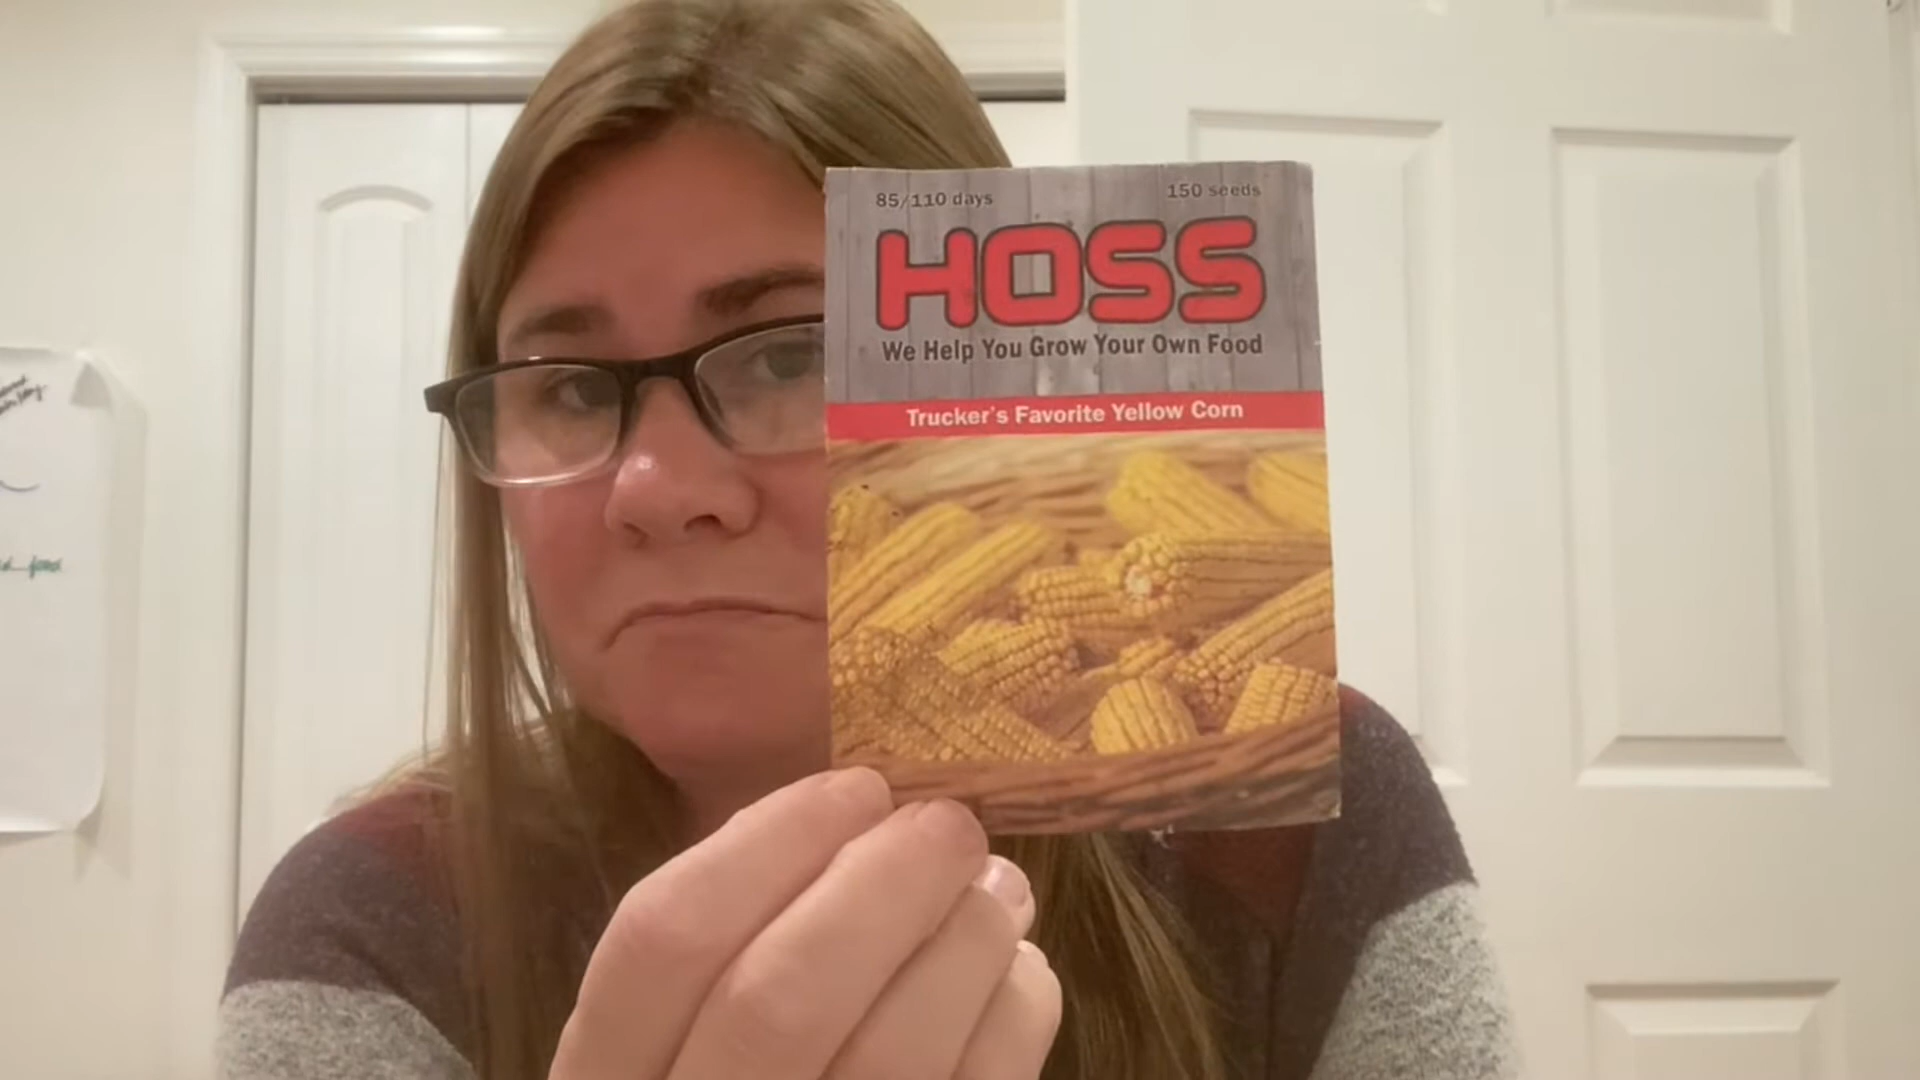 85/110 days
150 seeds
HOSS
We Help You Grow Your Own Food
Trucker's Favorite Yellow Corn